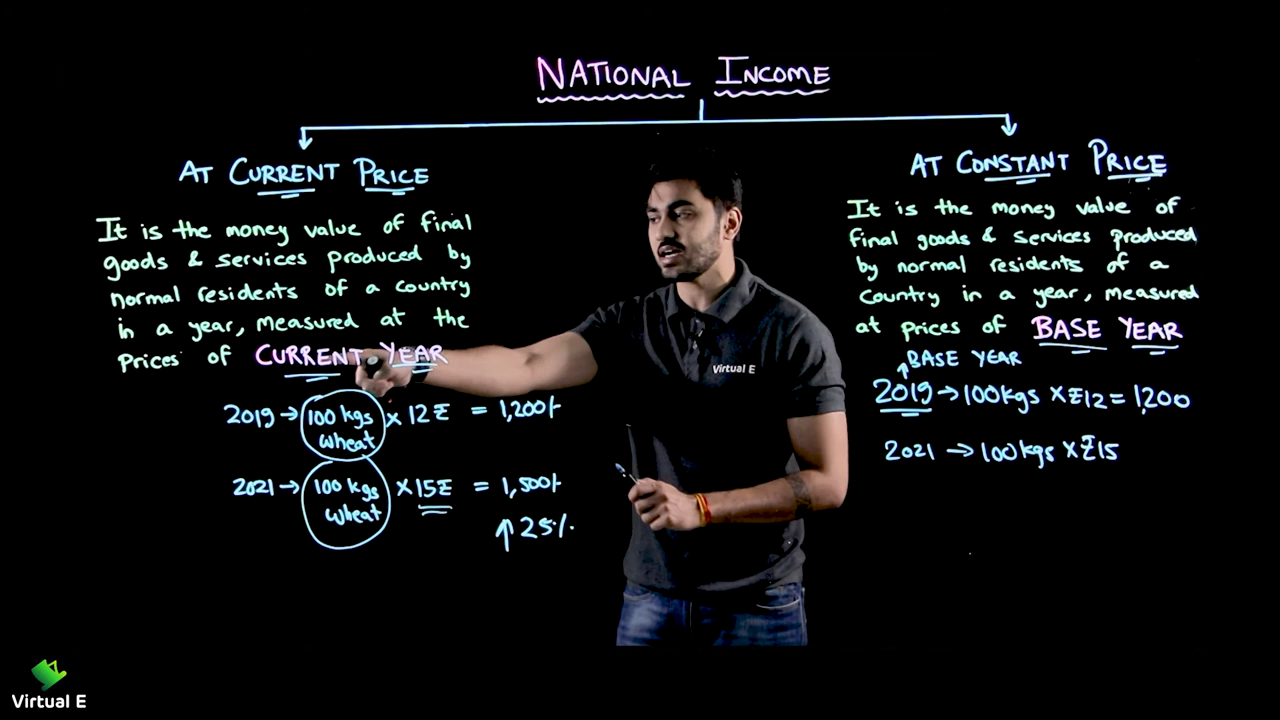 NATIONAL INCOME
AT CURRENT PRICE
It is the money value of final
goods & services produced by
normal residents of a country
in a year, measured at the
prices of CURRENT YEAR
2019 → 100 kgs wheat × 12₹ = 1,200/-
2021 → 100 kgs wheat × 15₹ = 1,500/-
↑ 25%
AT CONSTANT PRICE
It is the money value of
final goods & services produced
by normal residents of a
country in a year, measured
at prices of BASE YEAR
BASE YEAR
2019 → 100kgs × ₹12 = 1,200
2021 → 100kgs × ₹15
Virtual E
Virtual E